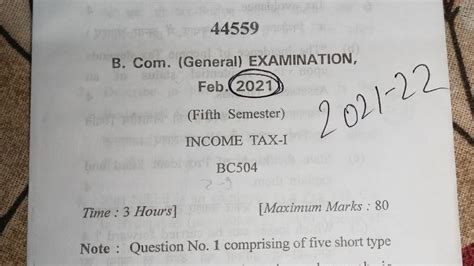 44559
B. Com. (General) EXAMINATION,
Feb. 2021
2021-22
(Fifth Semester)
INCOME TAX-I
BC504
Time : 3 Hours] [Maximum Marks : 80
Note : Question No. 1 comprising of five short type